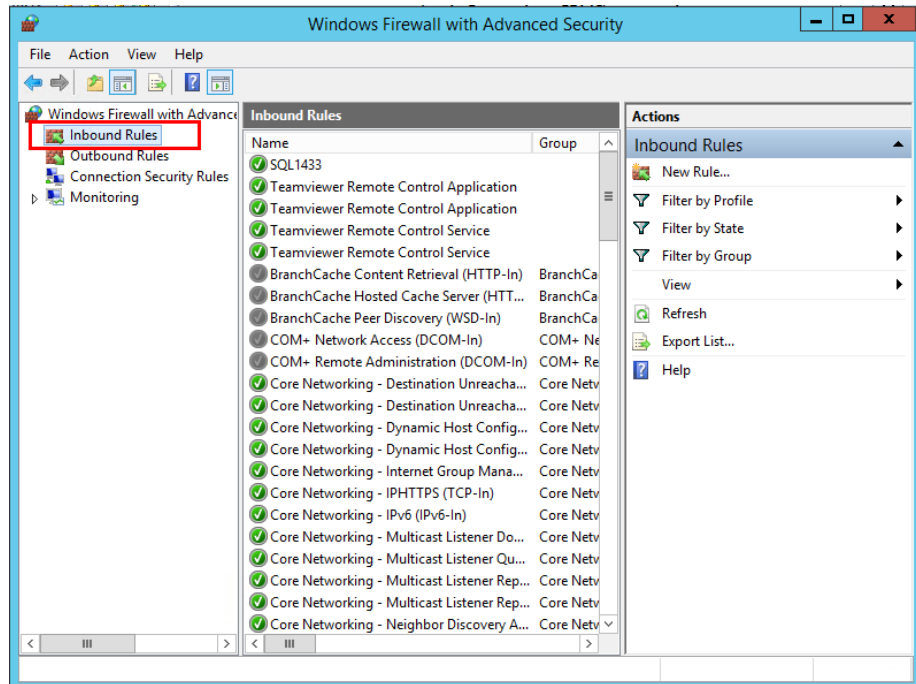 Windows Firewall with Advanced Security
File Action View Help
Windows Firewall with Advance
Inbound Rules
Outbound Rules
Connection Security Rules
Monitoring
Inbound Rules
Name Group
SQL1433
Teamviewer Remote Control Application
Teamviewer Remote Control Application
Teamviewer Remote Control Service
Teamviewer Remote Control Service
BranchCache Content Retrieval (HTTP-In) BranchCa
BranchCache Hosted Cache Server (HTT... BranchCa
BranchCache Peer Discovery (WSD-In) BranchCa
COM+ Network Access (DCOM-In) COM+ Ne
COM+ Remote Administration (DCOM-In) COM+ Re
Core Networking - Destination Unreacha... Core Netw
Core Networking - Destination Unreacha... Core Netw
Core Networking - Dynamic Host Config... Core Netw
Core Networking - Dynamic Host Config... Core Netw
Core Networking - Internet Group Mana... Core Netw
Core Networking - IPHTTPS (TCP-In) Core Netw
Core Networking - IPv6 (IPv6-In) Core Netw
Core Networking - Multicast Listener Do... Core Netw
Core Networking - Multicast Listener Qu... Core Netw
Core Networking - Multicast Listener Rep... Core Netw
Core Networking - Multicast Listener Rep... Core Netw
Core Networking - Neighbor Discovery A... Core Netw
Actions
Inbound Rules
New Rule...
Filter by Profile
Filter by State
Filter by Group
View
Refresh
Export List...
Help